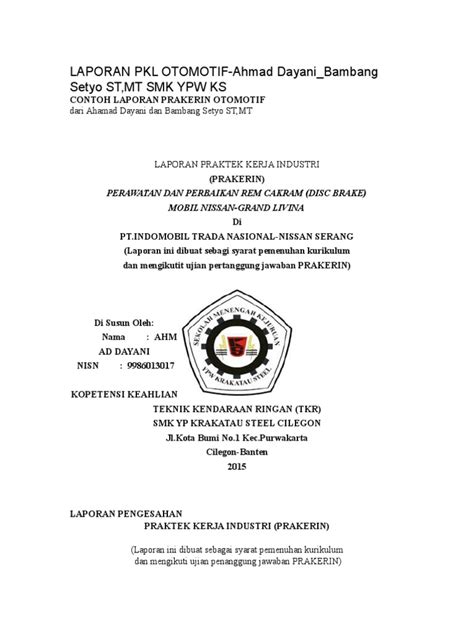 LAPORAN PKL OTOMOTIF-Ahmad Dayani_Bambang
Setyo ST,MT SMK YPW KS
CONTOH LAPORAN PRAKERIN OTOMOTIF
dari Ahamad Dayani dan Bambang Setyo ST,MT
LAPORAN PRAKTEK KERJA INDUSTRI
(PRAKERIN)
PERAWATAN DAN PERBAIKAN REM CAKRAM (DISC BRAKE)
MOBIL NISSAN-GRAND LIVINA
Di
PT.INDOMOBIL TRADA NASIONAL-NISSAN SERANG
(Laporan ini dibuat sebagi syarat pemenuhan kurikulum
dan mengikutit ujian pertanggung jawaban PRAKERIN)
Di Susun Oleh:
Nama : AHM
AD DAYANI
NISN : 9986013017
SEKOLAH MENENGAH KEJURUAN
YPW KRAKATAU STEEL
KOPETENSI KEAHLIAN
TEKNIK KENDARAAN RINGAN (TKR)
SMK YP KRAKATAU STEEL CILEGON
Jl.Kota Bumi No.1 Kec.Purwakarta
Cilegon-Banten
2015
LAPORAN PENGESAHAN
PRAKTEK KERJA INDUSTRI (PRAKERIN)
(Laporan ini dibuat sebagai syarat pemenuhan kurikulum
dan mengikuti ujian penanggung jawaban PRAKERIN)